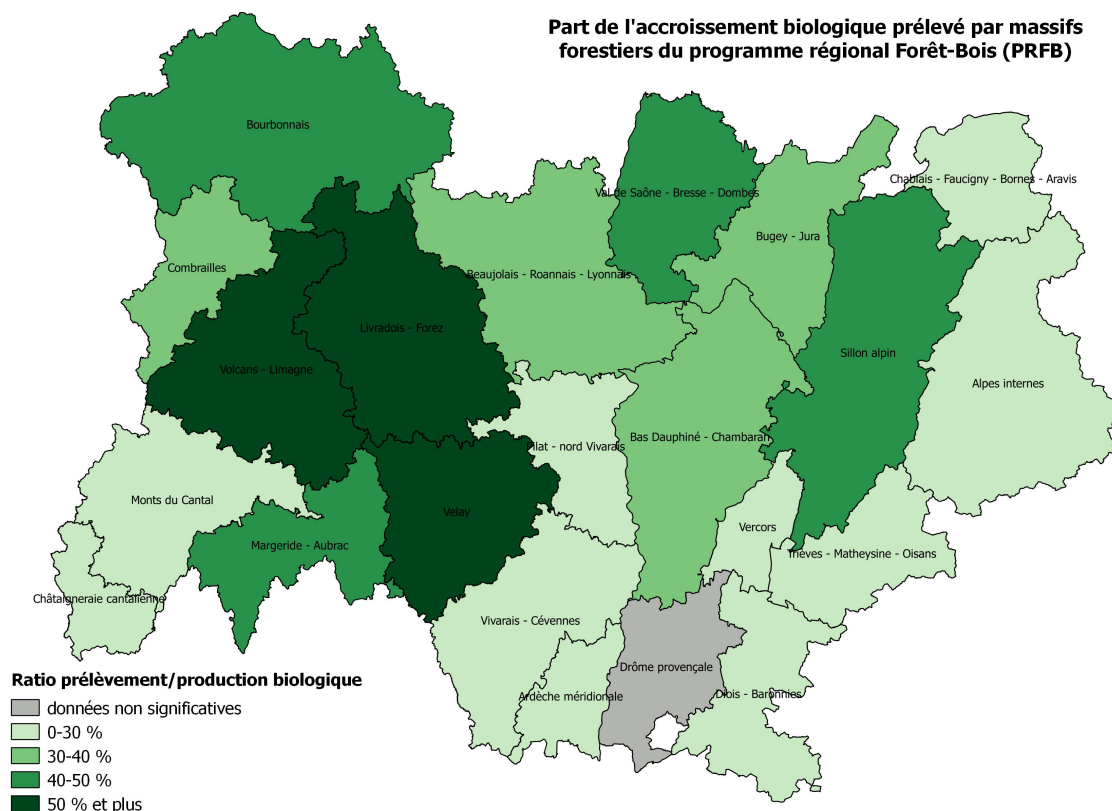 Part de l'accroissement biologique prélevé par massifs
forestiers du programme régional Forêt-Bois (PRFB)
Bourbonnais
Val de Saône - Bresse - Dombes
Chablais - Faucigny - Bornes - Aravis
Bugey - Jura
Combrailles
Beaujolais - Roannais - Lyonnais
Livradois - Forez
Sillon alpin
Volcans - Limagne
Alpes internes
Bas Dauphiné - Chambaran
Pilat - nord Vivarais
Monts du Cantal
Velay
Vercors
Margeride - Aubrac
Trièves - Matheysine - Oisans
Châtaigneraie cantalienne
Vivarais - Cévennes
Drôme provençale
Ardèche méridionale
Diois - Baronnies
Ratio prélèvement/production biologique
données non significatives
0-30 %
30-40 %
40-50 %
50 % et plus